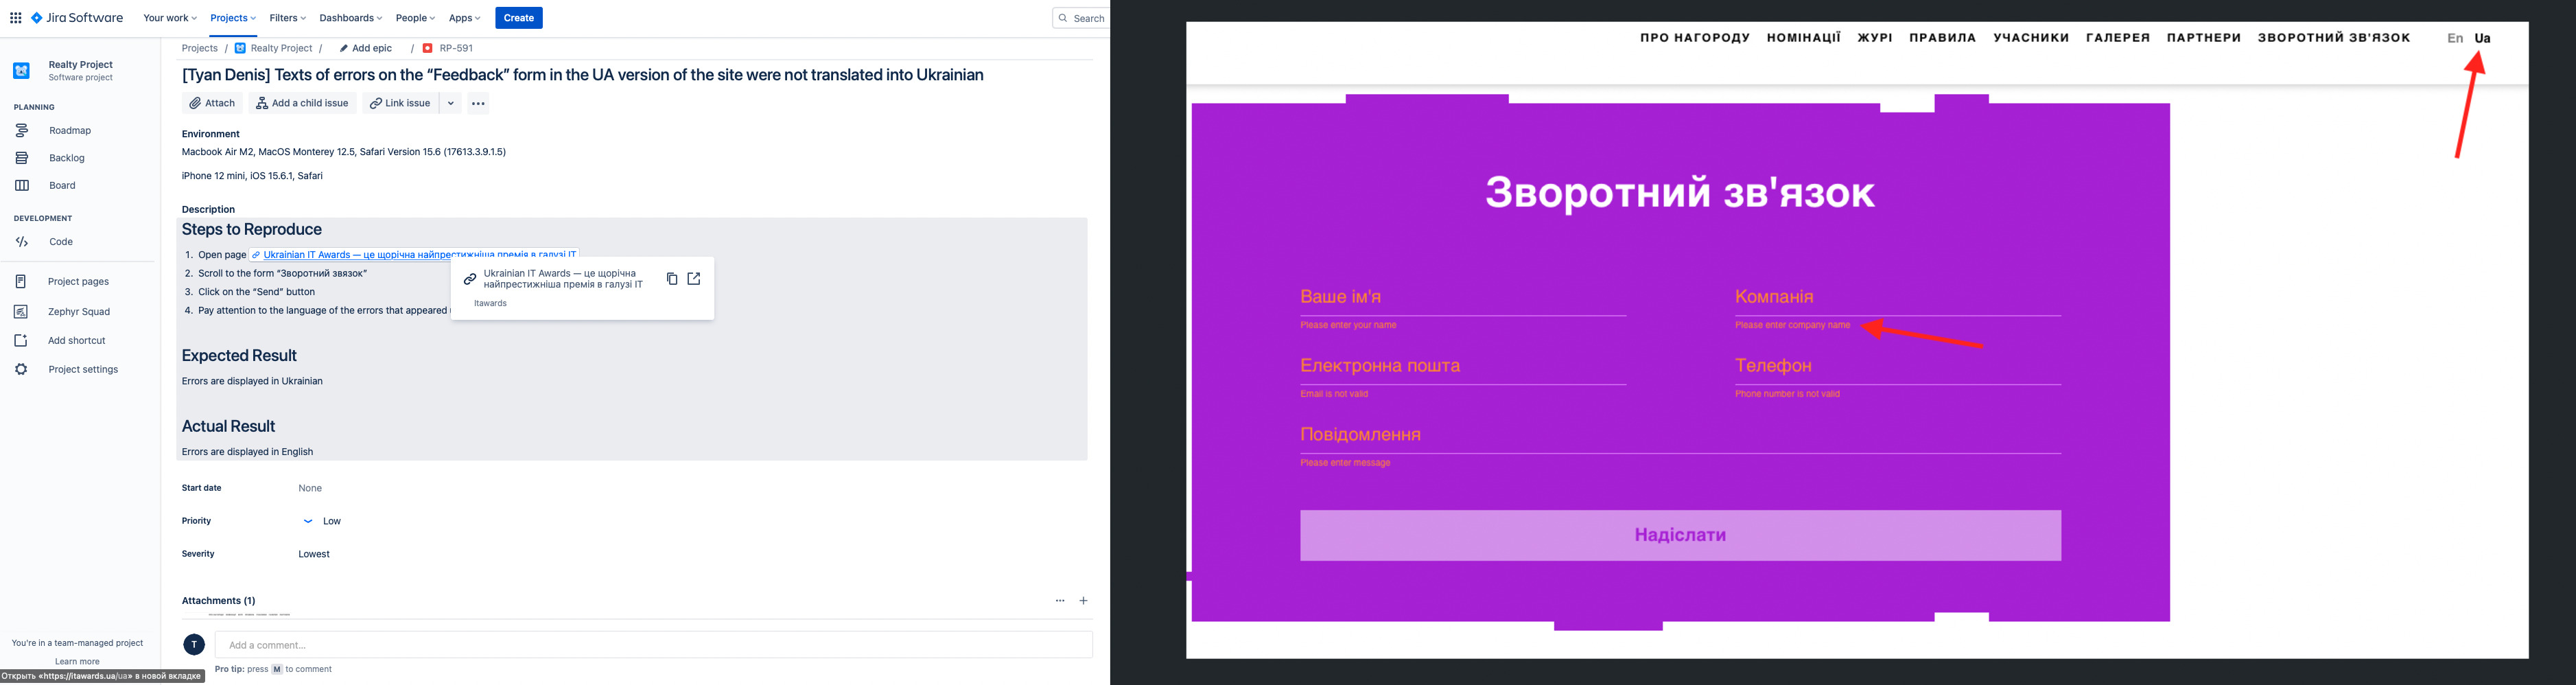 Jira Software
Your work
Projects
Filters
Dashboards
People
Apps
Create
Search
Realty Project
Software project
PLANNING
Roadmap
Backlog
Board
DEVELOPMENT
Code
Project pages
Zephyr Squad
Add shortcut
Project settings
You're in a team-managed project
Learn more
Открыть «https://itawards.ua/ua» в новой вкладке
Projects / Realty Project / Add epic / RP-591
[Tyan Denis] Texts of errors on the “Feedback” form in the UA version of the site were not translated into Ukrainian
Attach
Add a child issue
Link issue
Environment
Macbook Air M2, MacOS Monterey 12.5, Safari Version 15.6 (17613.3.9.1.5)
iPhone 12 mini, iOS 15.6.1, Safari
Description
Steps to Reproduce
1. Open page Ukrainian IT Awards — це щорічна найпрестижніша премія в галузі IT
2. Scroll to the form “Зворотний звязок”
3. Click on the “Send” button
4. Pay attention to the language of the errors that appeared
Ukrainian IT Awards — це щорічна
найпрестижніша премія в галузі IT
Itawards
Expected Result
Errors are displayed in Ukrainian
Actual Result
Errors are displayed in English
Start date None
Priority Low
Severity Lowest
Attachments (1)
T
Add a comment...
Pro tip: press M to comment
ПРО НАГОРОДУ НОМІНАЦІЇ ЖУРІ ПРАВИЛА УЧАСНИКИ ГАЛЕРЕЯ ПАРТНЕРИ ЗВОРОТНИЙ ЗВ'ЯЗОК En Ua
Зворотний зв'язок
Ваше ім'я
Please enter your name
Компанія
Please enter company name
Електронна пошта
Email is not valid
Телефон
Phone number is not valid
Повідомлення
Please enter message
Надіслати